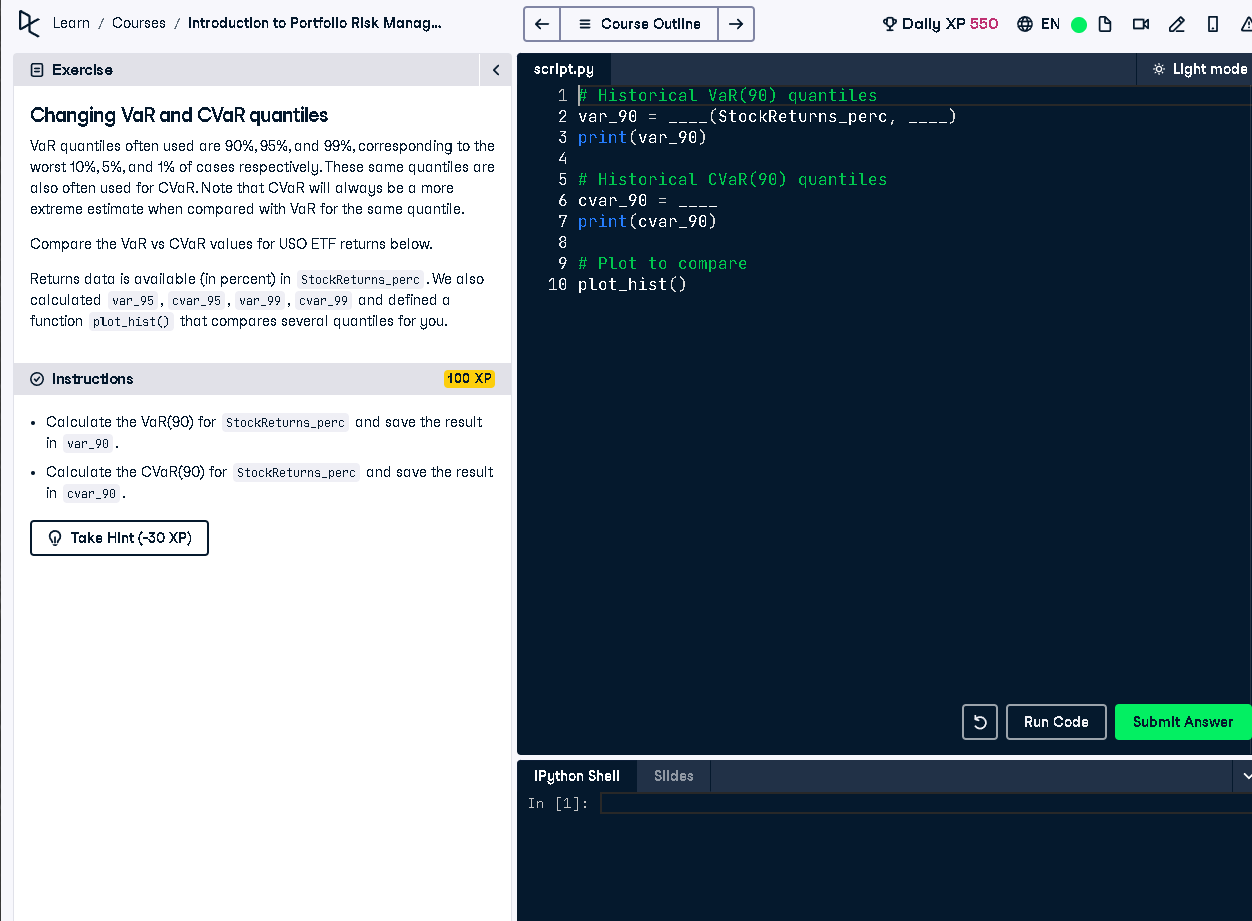 Learn / Courses / Introduction to Portfolio Risk Manag...
Course Outline
Daily XP 550
EN
Exercise
Changing VaR and CVaR quantiles
VaR quantiles often used are 90%, 95%, and 99%, corresponding to the
worst 10%, 5%, and 1% of cases respectively. These same quantiles are
also often used for CVaR. Note that CVaR will always be a more
extreme estimate when compared with VaR for the same quantile.
Compare the VaR vs CVaR values for USO ETF returns below.
Returns data is available (in percent) in StockReturns_perc. We also
calculated var_95, cvar_95, var_99, cvar_99 and defined a
function plot_hist() that compares several quantiles for you.
Instructions
100 XP
• Calculate the VaR(90) for StockReturns_perc and save the result
in var_90.
• Calculate the CVaR(90) for StockReturns_perc and save the result
in cvar_90.
Take Hint (-30 XP)
script.py
Light mode
1 # Historical VaR(90) quantiles
2 var_90 = ____(StockReturns_perc, ____)
3 print(var_90)
4
5 # Historical CVaR(90) quantiles
6 cvar_90 = ____
7 print(cvar_90)
8
9 # Plot to compare
10 plot_hist()
Run Code
Submit Answer
IPython Shell
Slides
In [1]: